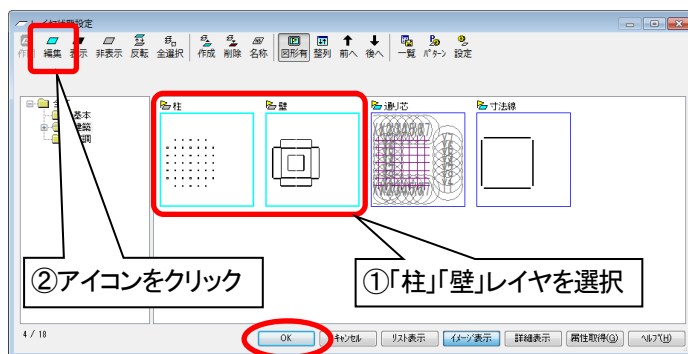 レイヤ状態設定
編集 表示 非表示 反転 全選択 作成 削除 名称 図形有 整列 前へ 後へ 一覧 パターン 設定
柱 壁 通り芯 寸法線
基本
②アイコンをクリック
①「柱」「壁」レイヤを選択
4 / 18
OK キャンセル リスト表示 イメージ表示 詳細表示 属性取得(G) ヘルプ(H)